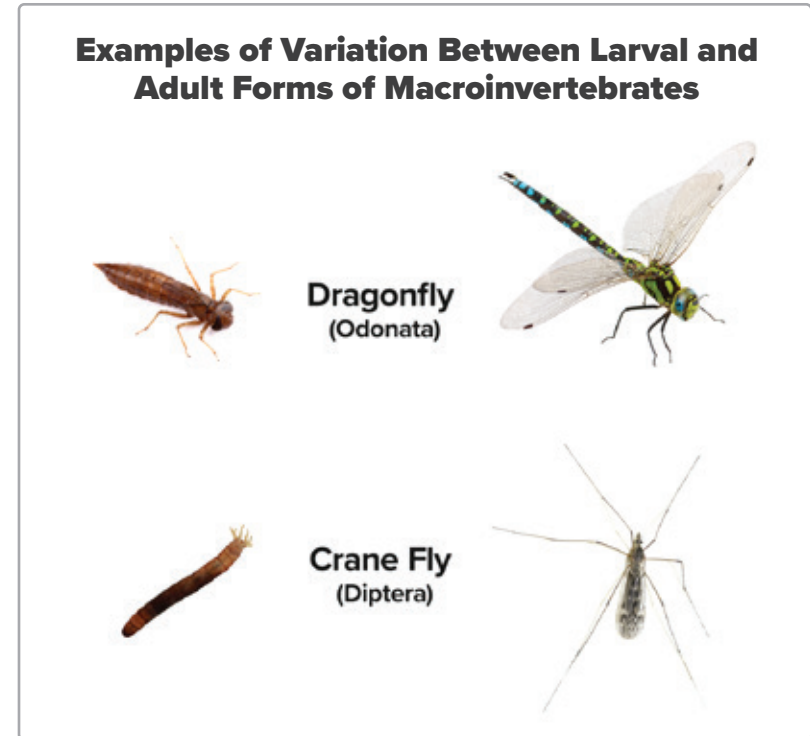 Examples of Variation Between Larval and
Adult Forms of Macroinvertebrates
Dragonfly
(Odonata)
Crane Fly
(Diptera)